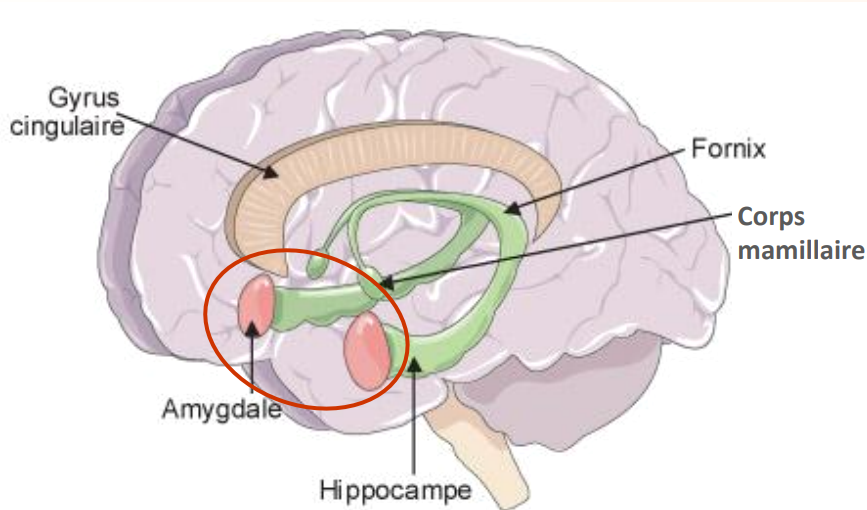 Gyrus
cingulaire
Fornix
Corps
mamillaire
Amygdale
Hippocampe